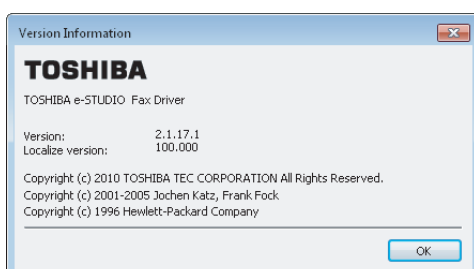 Version Information
TOSHIBA
TOSHIBA e-STUDIO Fax Driver
Version: 2.1.17.1
Localize version: 100.000
Copyright (c) 2010 TOSHIBA TEC CORPORATION All Rights Reserved.
Copyright (c) 2001-2005 Jochen Katz, Frank Fock
Copyright (c) 1996 Hewlett-Packard Company
OK